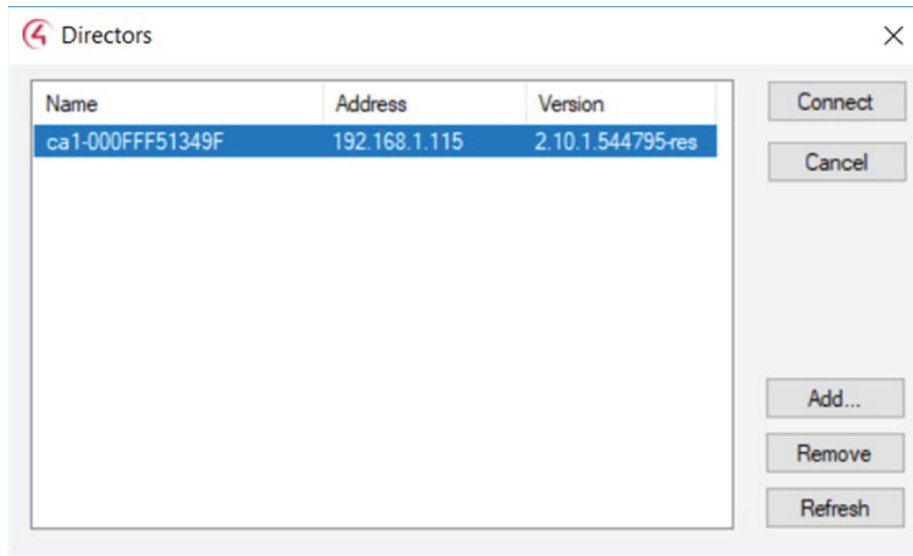 Directors
Name Address Version
ca1-000FFF51349F 192.168.1.115 2.10.1.544795-res
Connect
Cancel
Add...
Remove
Refresh